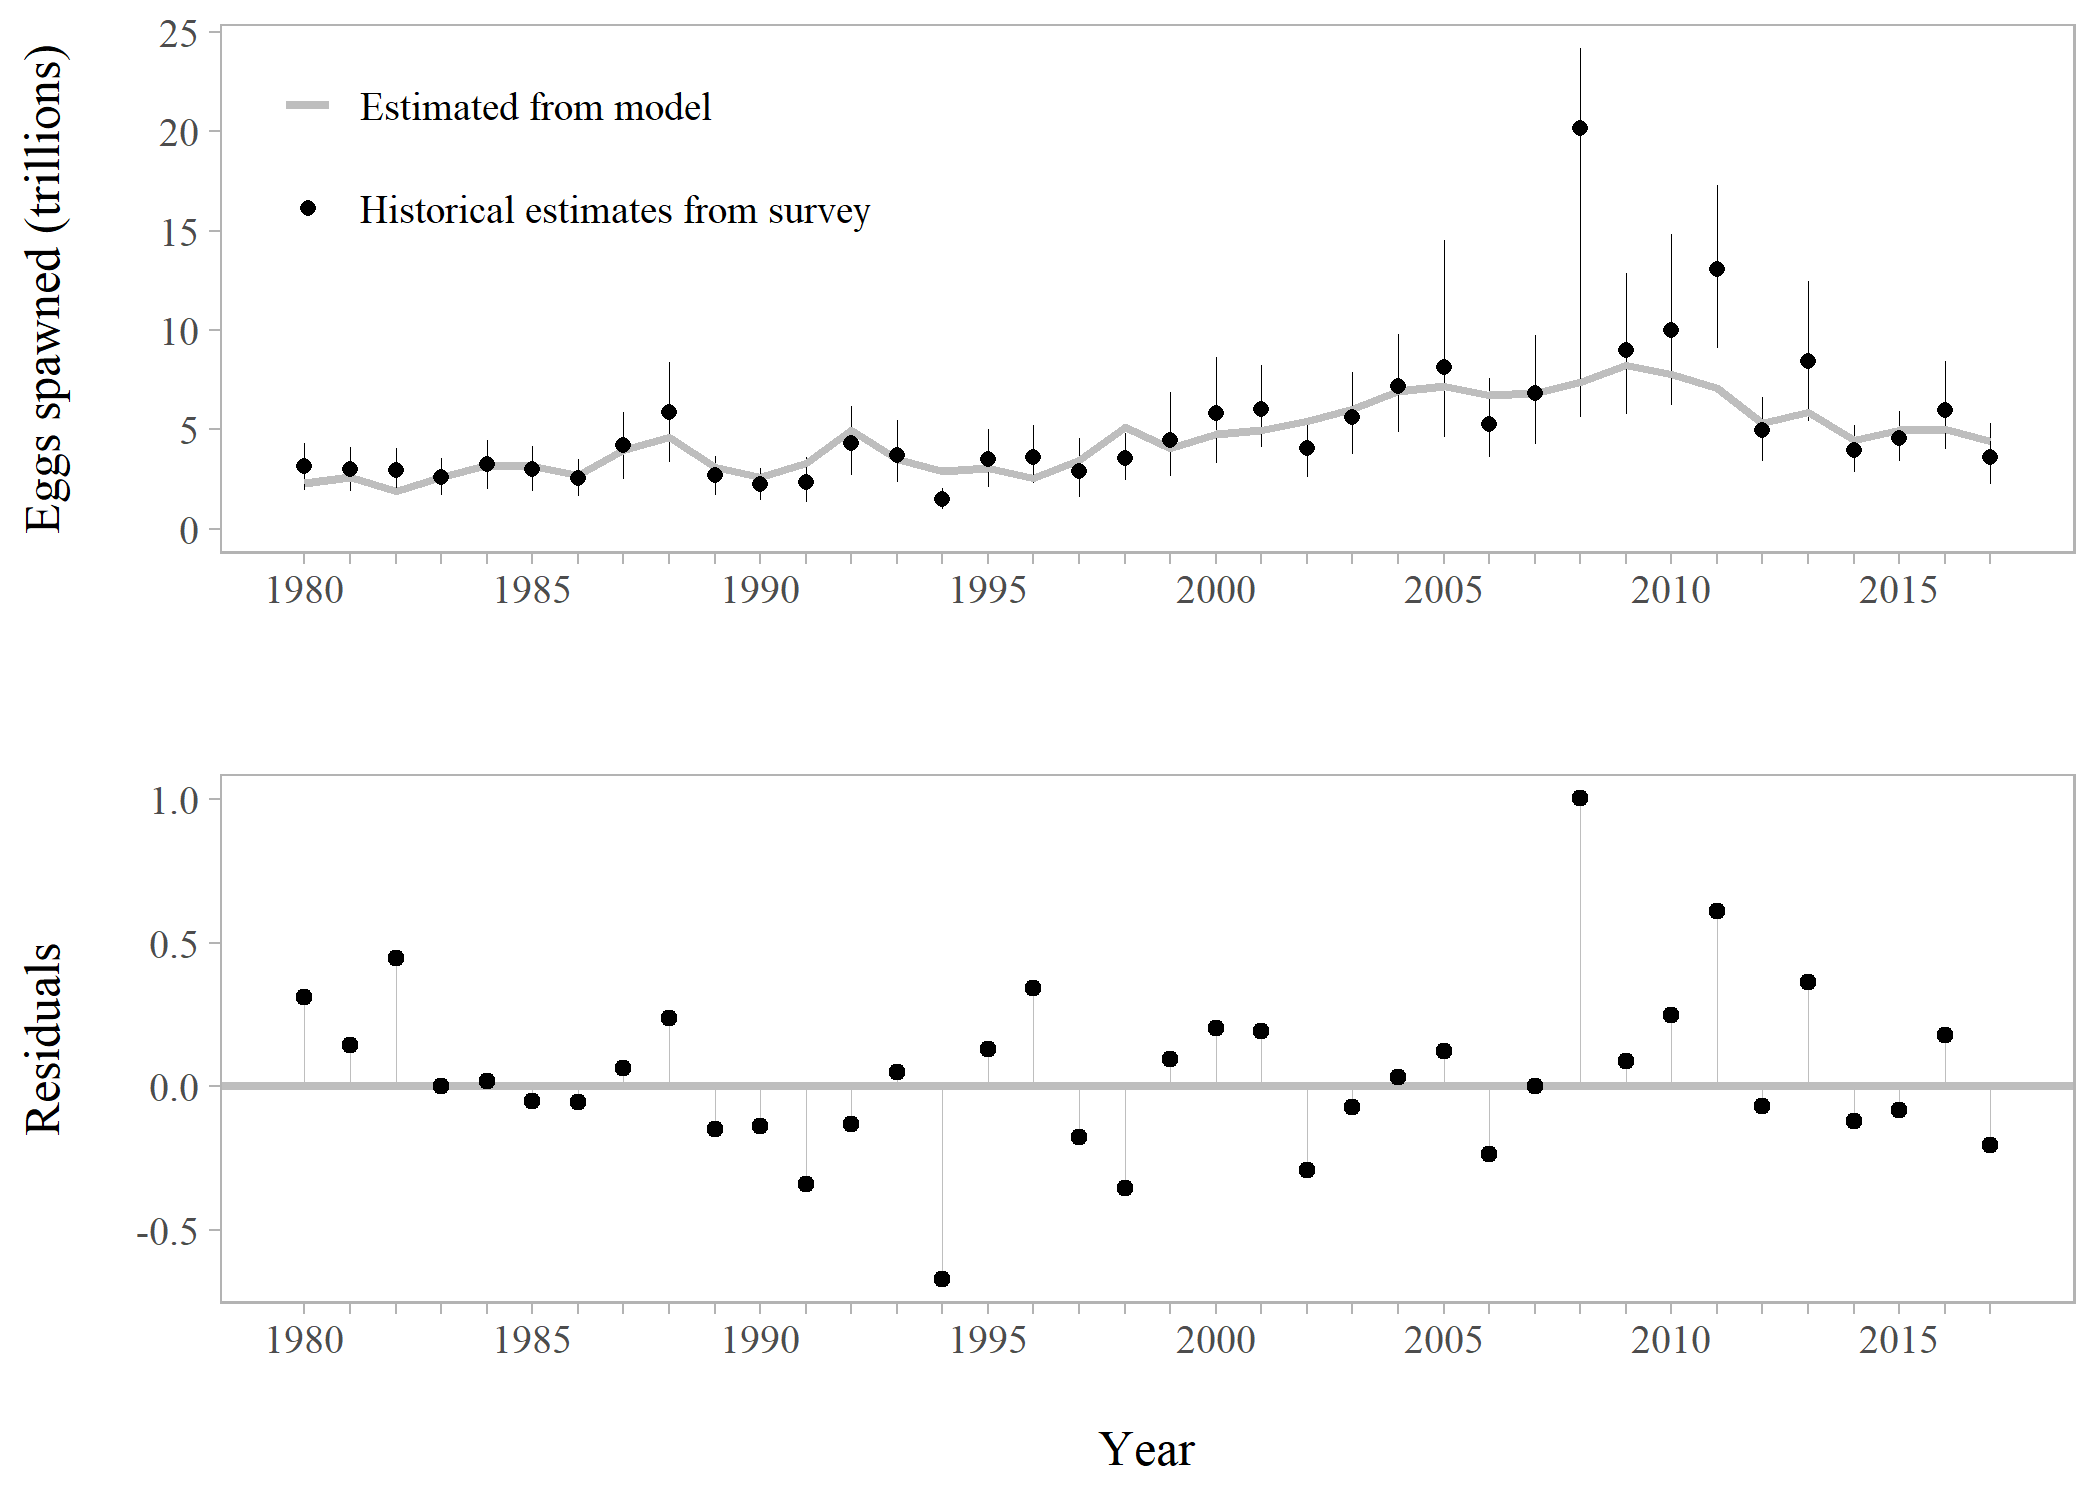 Eggs spawned (trillions)
25
20
15
10
5
0
Estimated from model
Historical estimates from survey
1980 1985 1990 1995 2000 2005 2010 2015
Residuals
1.0
0.5
0.0
-0.5
1980 1985 1990 1995 2000 2005 2010 2015
Year